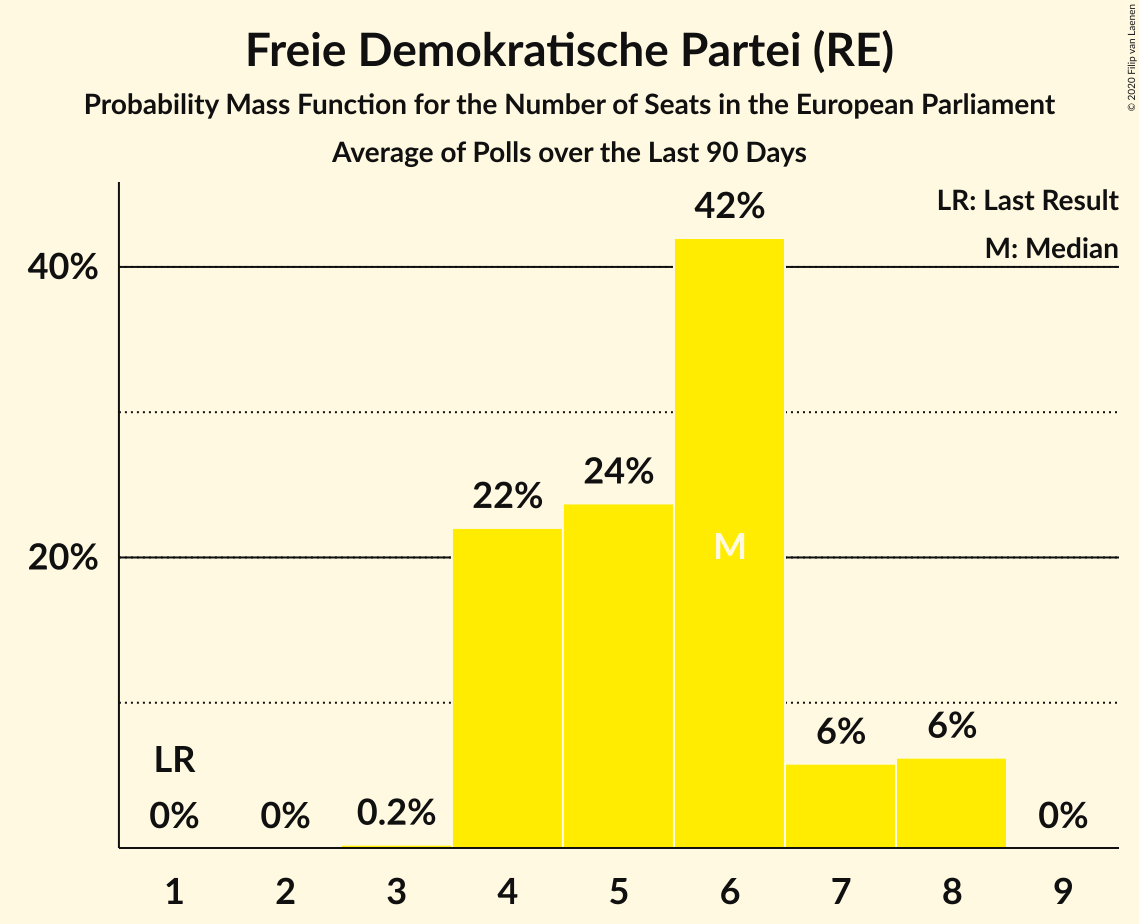 Freie Demokratische Partei (RE)
Probability Mass Function for the Number of Seats in the European Parliament
Average of Polls over the Last 90 Days
© 2020 Filip van Laenen
LR: Last Result
M: Median
42%
40%
24%
22%
M
20%
6%
6%
LR
0%
0%
0.2%
0%
1 2 3 4 5 6 7 8 9